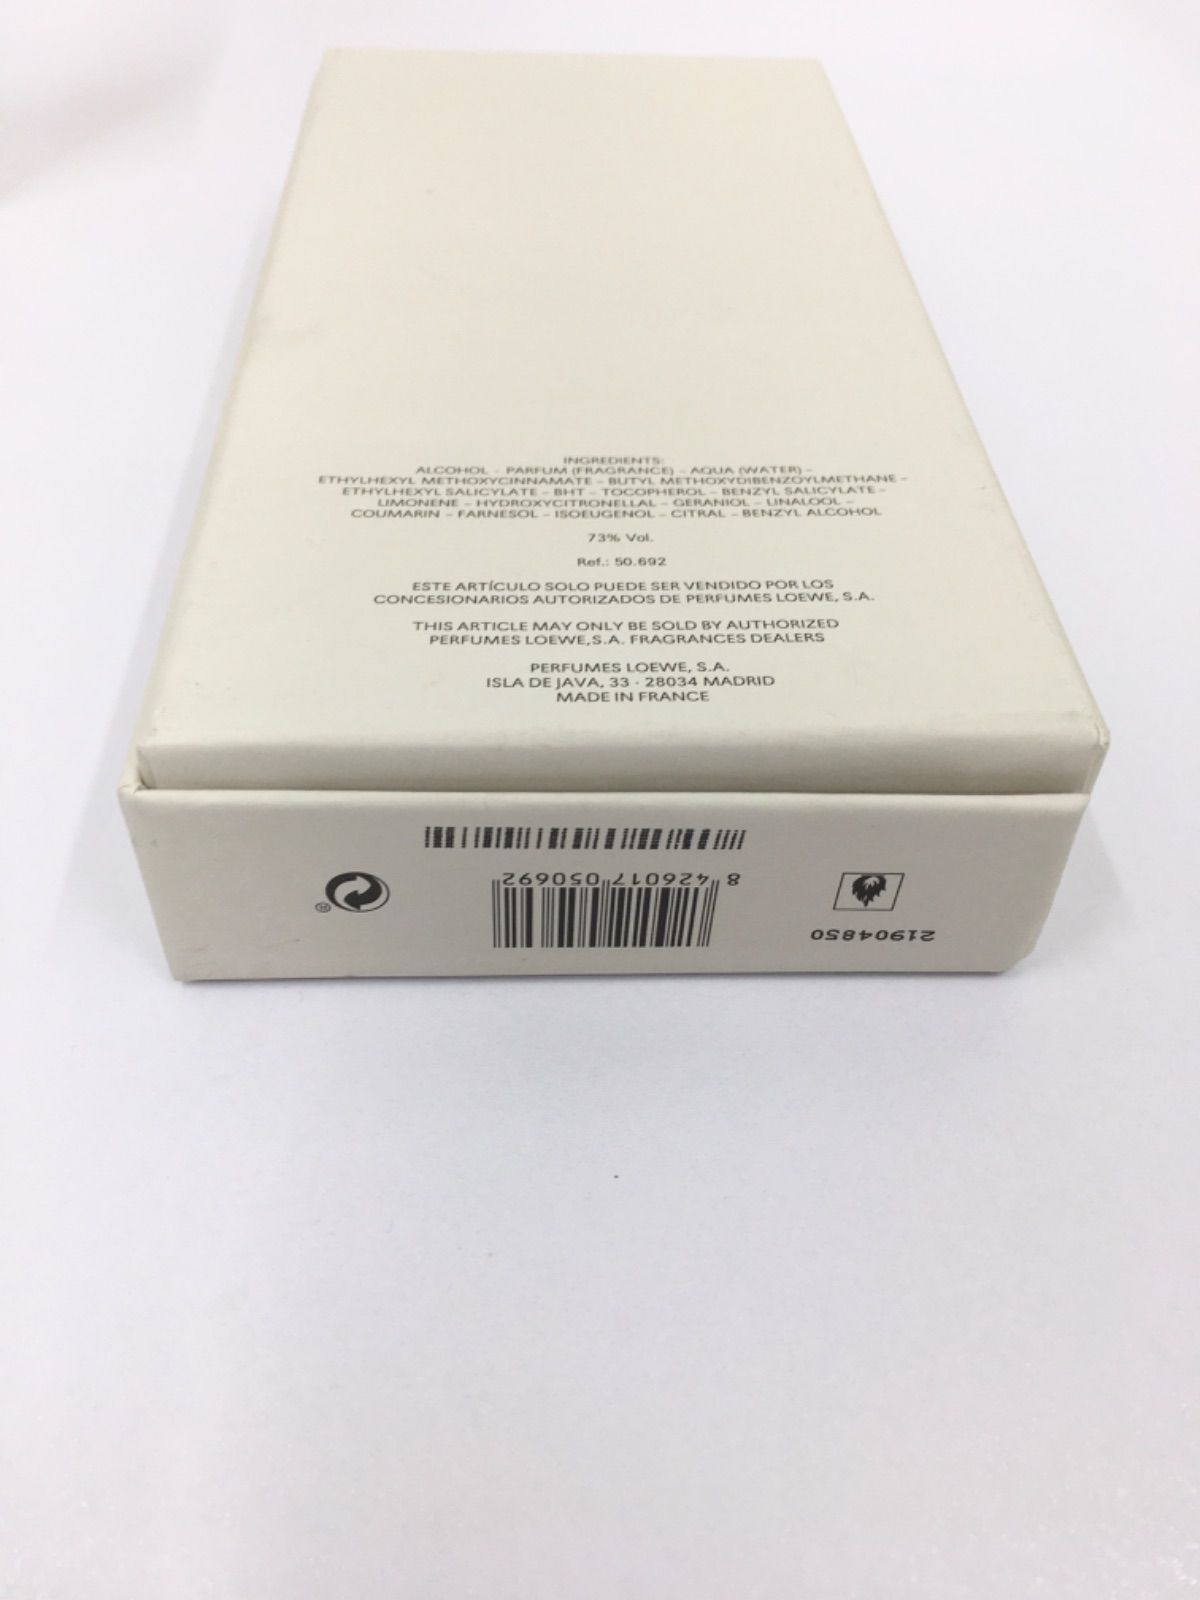 INGREDIENTS:
ALCOHOL - PARFUM (FRAGRANCE) - AQUA (WATER) -
ETHYLHEXYL METHOXYCINNAMATE - BUTYL METHOXYDIBENZOYLMETHANE -
ETHYLHEXYL SALICYLATE - BHT - TOCOPHEROL - BENZYL SALICYLATE -
LIMONENE - HYDROXYCITRONELLAL - GERANIOL - LINALOOL -
COUMARIN - FARNESOL - ISOEUGENOL - CITRAL - BENZYL ALCOHOL
73% Vol.
Ref.: 50.692
ESTE ARTÍCULO SOLO PUEDE SER VENDIDO POR LOS
CONCESIONARIOS AUTORIZADOS DE PERFUMES LOEWE, S.A.
THIS ARTICLE MAY ONLY BE SOLD BY AUTHORIZED
PERFUMES LOEWE,S.A. FRAGRANCES DEALERS
PERFUMES LOEWE, S.A.
ISLA DE JAVA, 33 · 28034 MADRID
MADE IN FRANCE
8 426017 050692
®
21904850